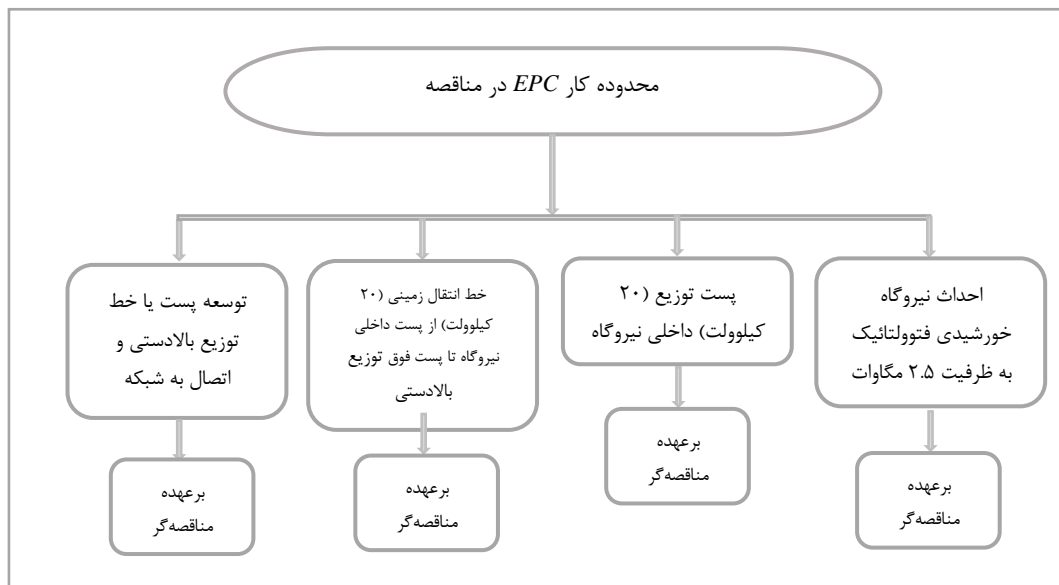 محدوده کار EPC در مناقصه
احداث نیروگاه
خورشیدی فتوولتائیک
به ظرفیت ۲.۵ مگاوات
پست توزیع (۲۰
کیلوولت) داخلی نیروگاه
خط انتقال زمینی (۲۰
کیلوولت) از پست داخلی
نیروگاه تا پست فوق توزیع
بالادستی
توسعه پست یا خط
توزیع بالادستی و
اتصال به شبکه
برعهده
مناقصه‌گر
برعهده
مناقصه‌گر
برعهده
مناقصه‌گر
برعهده
مناقصه‌گر